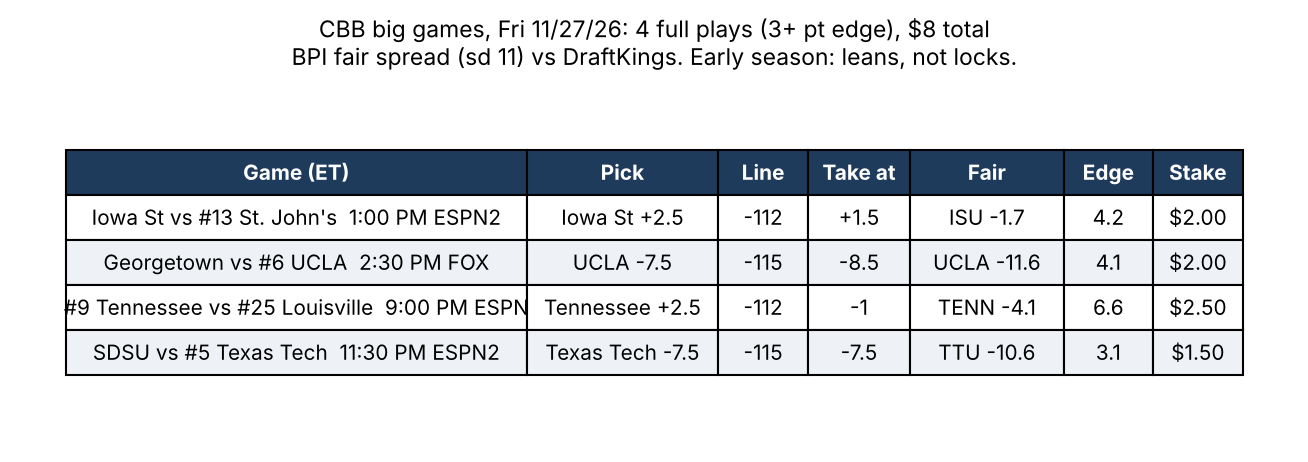 CBB big games, Fri 11/27/26: 4 full plays (3+ pt edge), $8 total
BPI fair spread (sd 11) vs DraftKings. Early season: leans, not locks.
Game (ET) Pick Line Take at Fair Edge Stake
Iowa St vs #13 St. John's 1:00 PM ESPN2 Iowa St +2.5 -112 +1.5 ISU -1.7 4.2 $2.00
Georgetown vs #6 UCLA 2:30 PM FOX UCLA -7.5 -115 -8.5 UCLA -11.6 4.1 $2.00
#9 Tennessee vs #25 Louisville 9:00 PM ESPN Tennessee +2.5 -112 -1 TENN -4.1 6.6 $2.50
SDSU vs #5 Texas Tech 11:30 PM ESPN2 Texas Tech -7.5 -115 -7.5 TTU -10.6 3.1 $1.50